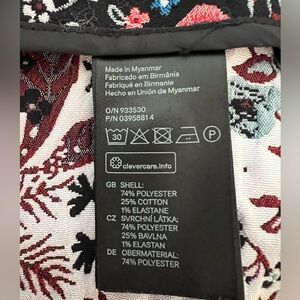 Made in Myanmar
Fabricado em Birmânia
Fabriqué en Birmanie
Hecho en Unión de Myanmar
O/N 933530
P/N 03958814
30
P
clevercare.info
GB SHELL:
74% POLYESTER
25% COTTON
1% ELASTANE
CZ SVRCHNÍ LÁTKA:
74% POLYESTER
25% BAVLNA
1% ELASTAN
DE OBERMATERIAL:
74% POLYESTER